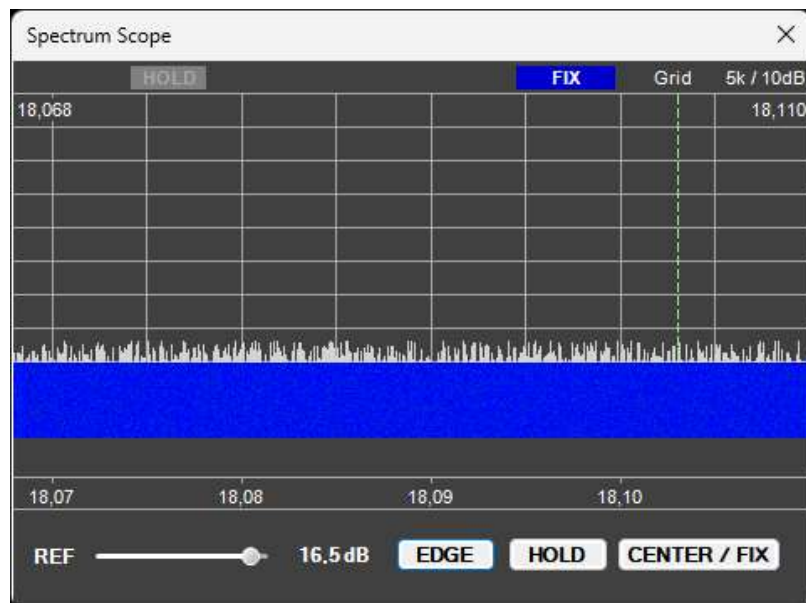 Spectrum Scope
HOLD FIX Grid 5k / 10dB
18,068 18,110
18,07 18,08 18,09 18,10
REF 16,5 dB EDGE HOLD CENTER / FIX